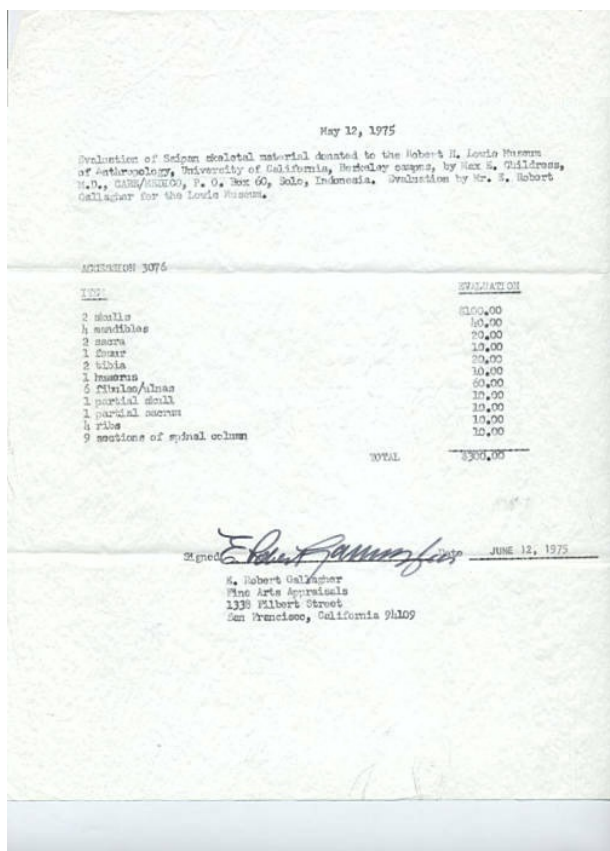 May 12, 1975
Evaluation of Saipan skeletal material donated to the Robert H. Lowie Museum
of Anthropology, University of California, Berkeley campus, by Max E. Childress,
M.D., CARE/MEDICO, P. O. Box 60, Solo, Indonesia. Evaluation by Mr. E. Robert
Gallagher for the Lowie Museum.
ACCESSION 3076
ITEM EVALUATION
2 skulls $100.00
4 mandibles 40.00
2 sacra 20.00
1 femur 10.00
2 tibia 20.00
1 humerus 10.00
6 fibulas/ulnas 60.00
1 partial skull 10.00
1 partial sacrum 10.00
4 ribs 10.00
9 sections of spinal column 10.00
TOTAL $300.00
Signed E Robert Date JUNE 12, 1975
E. Robert Gallagher
Fine Arts Appraisals
1338 Filbert Street
San Francisco, California 94109